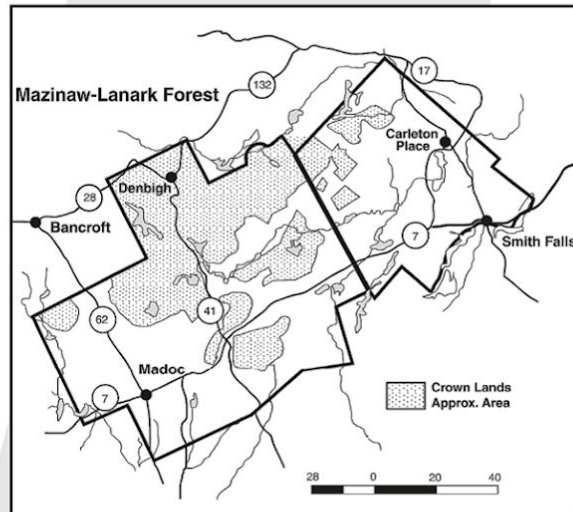 17
132
Mazinaw-Lanark Forest
Carleton
Place
Denbigh
28
Bancroft
7
Smith Falls
62
41
Madoc
7
Crown Lands
Approx. Area
28 0 20 40